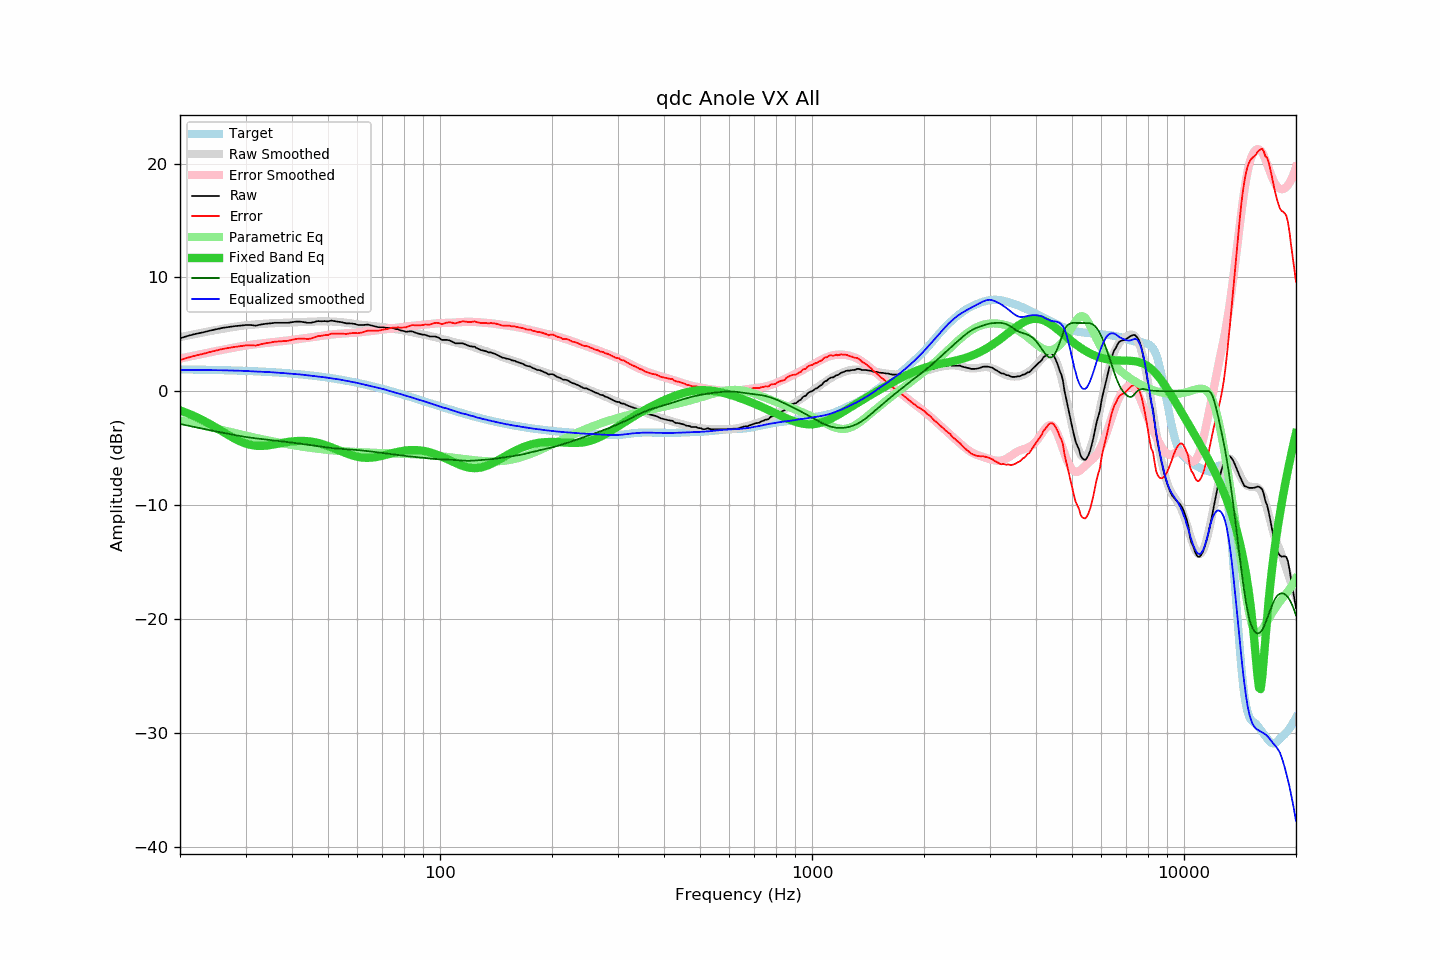 qdc Anole VX All
Target
Raw Smoothed
Error Smoothed
Raw
Error
Parametric Eq
Fixed Band Eq
Equalization
Equalized smoothed
20
10
0
−10
−20
−30
−40
Amplitude (dBr)
100
1000
10000
Frequency (Hz)